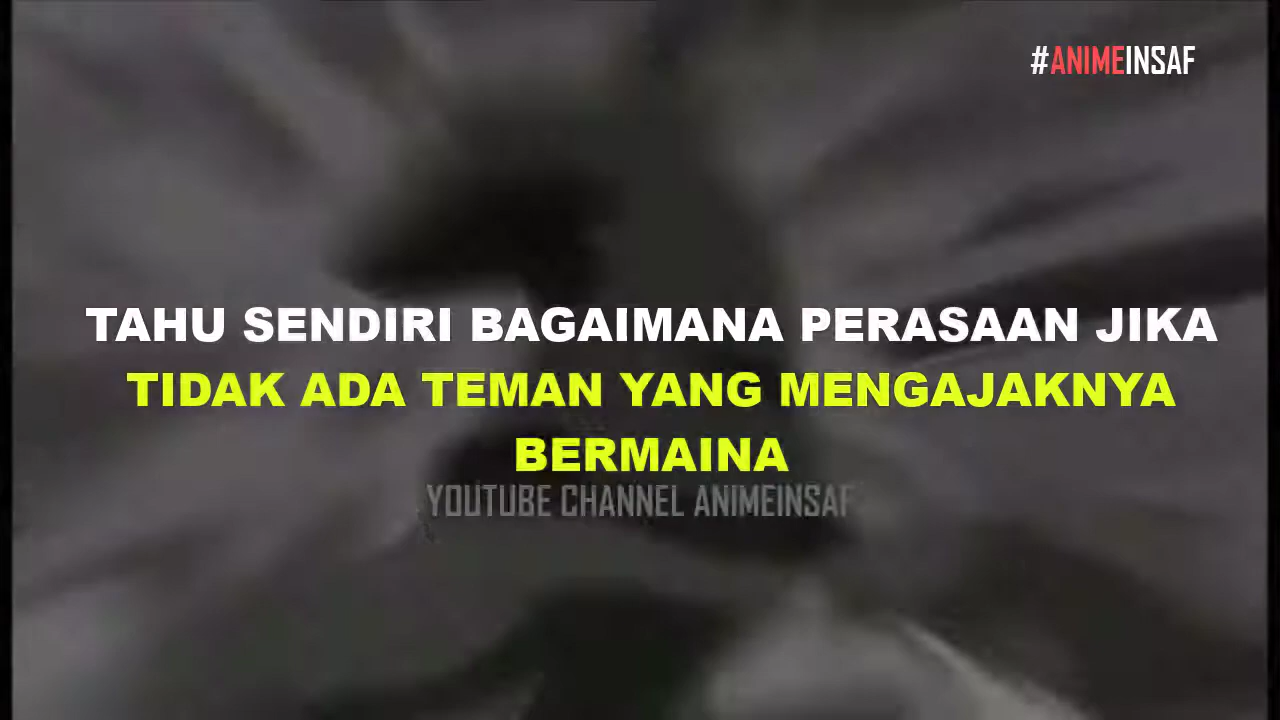 #ANIMEINSAF
TAHU SENDIRI BAGAIMANA PERASAAN JIKA
TIDAK ADA TEMAN YANG MENGAJAKNYA
BERMAINA
YOUTUBE CHANNEL ANIMEINSAF